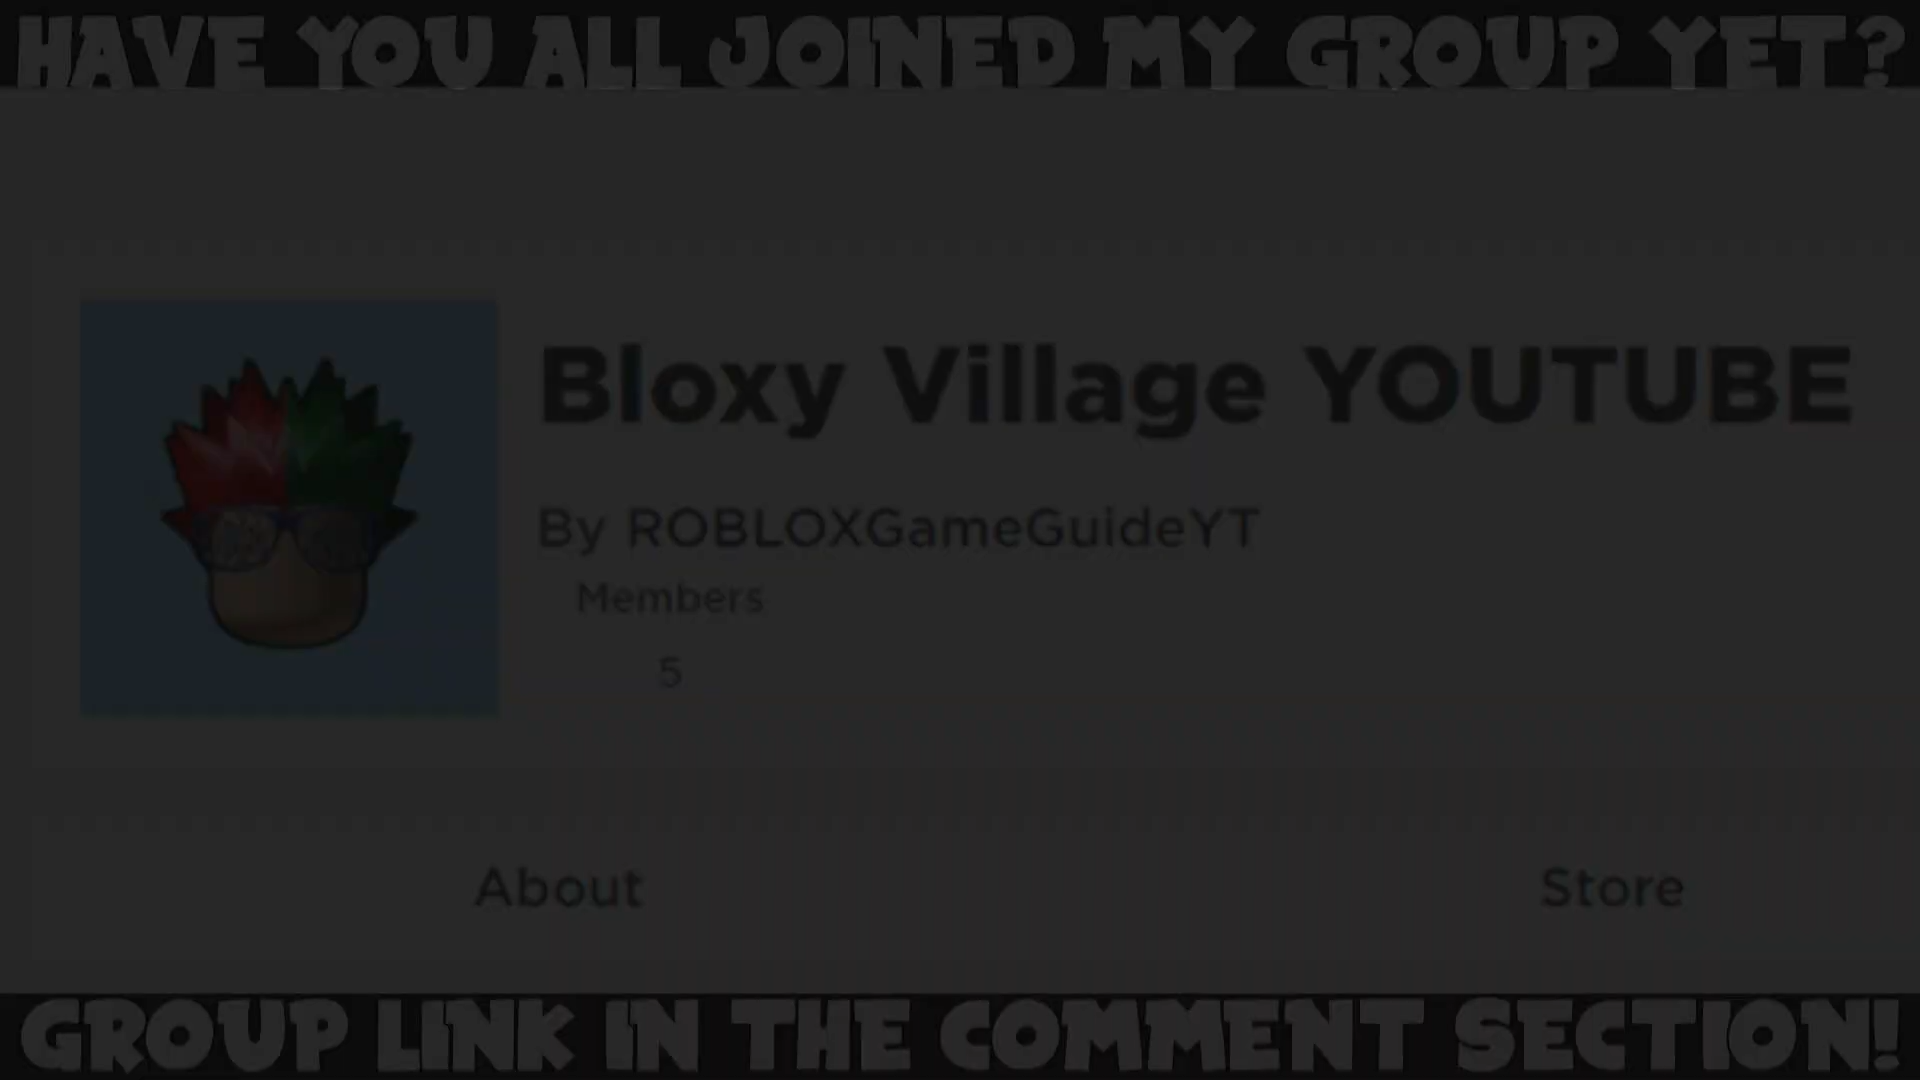 HAVE YOU ALL JOINED MY GROUP YET?
Bloxy Village YOUTUBE
By ROBLOXGameGuideYT
Members
5
About
Store
GROUP LINK IN THE COMMENT SECTION!